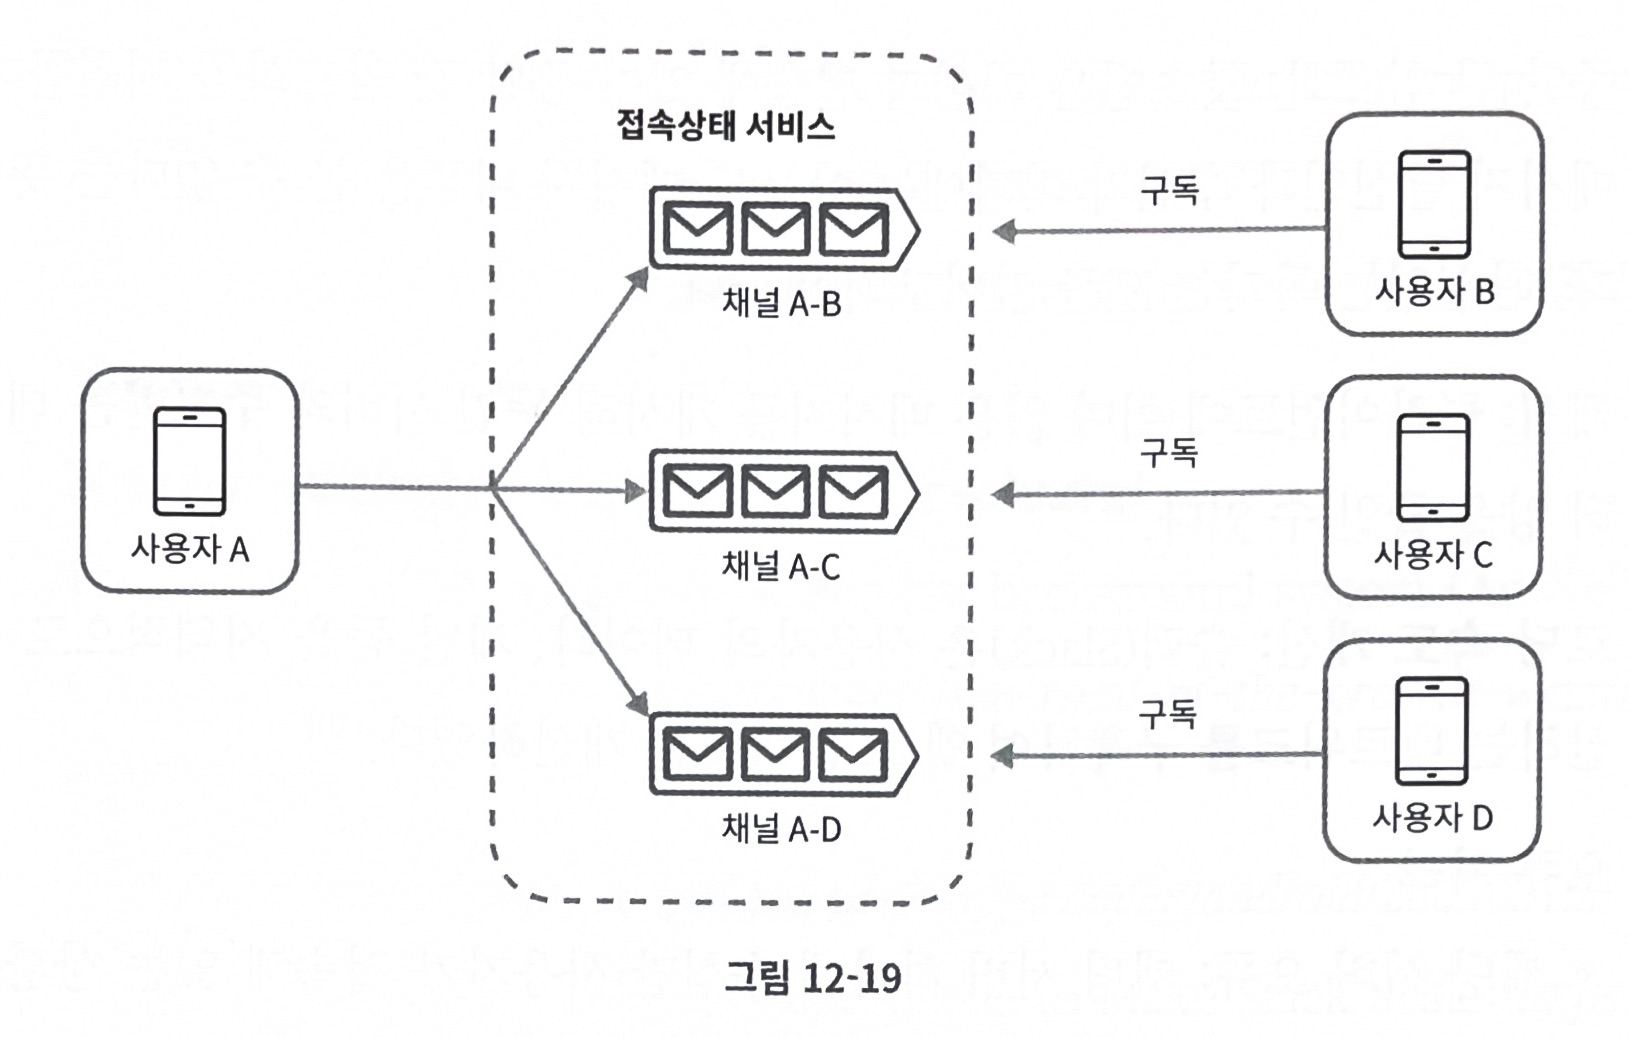 접속상태 서비스
구독
사용자 B
채널 A-B
사용자 A
구독
사용자 C
채널 A-C
구독
사용자 D
채널 A-D
그림 12-19